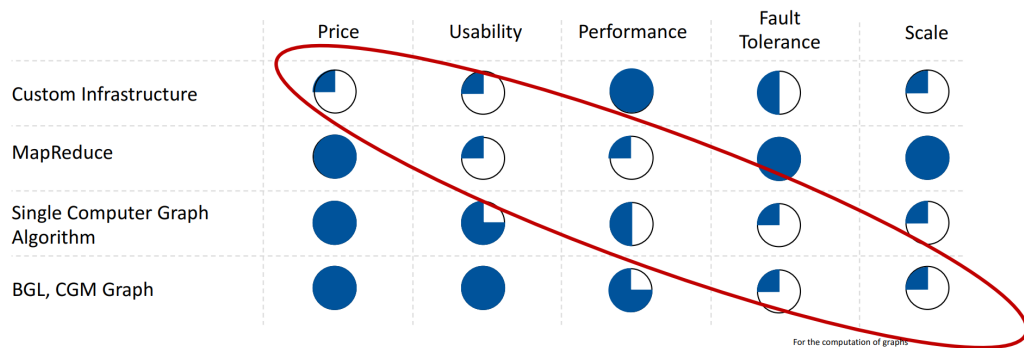 Price
Usability
Performance
Fault
Tolerance
Scale
Custom Infrastructure
MapReduce
Single Computer Graph
Algorithm
BGL, CGM Graph
For the computation of graphs